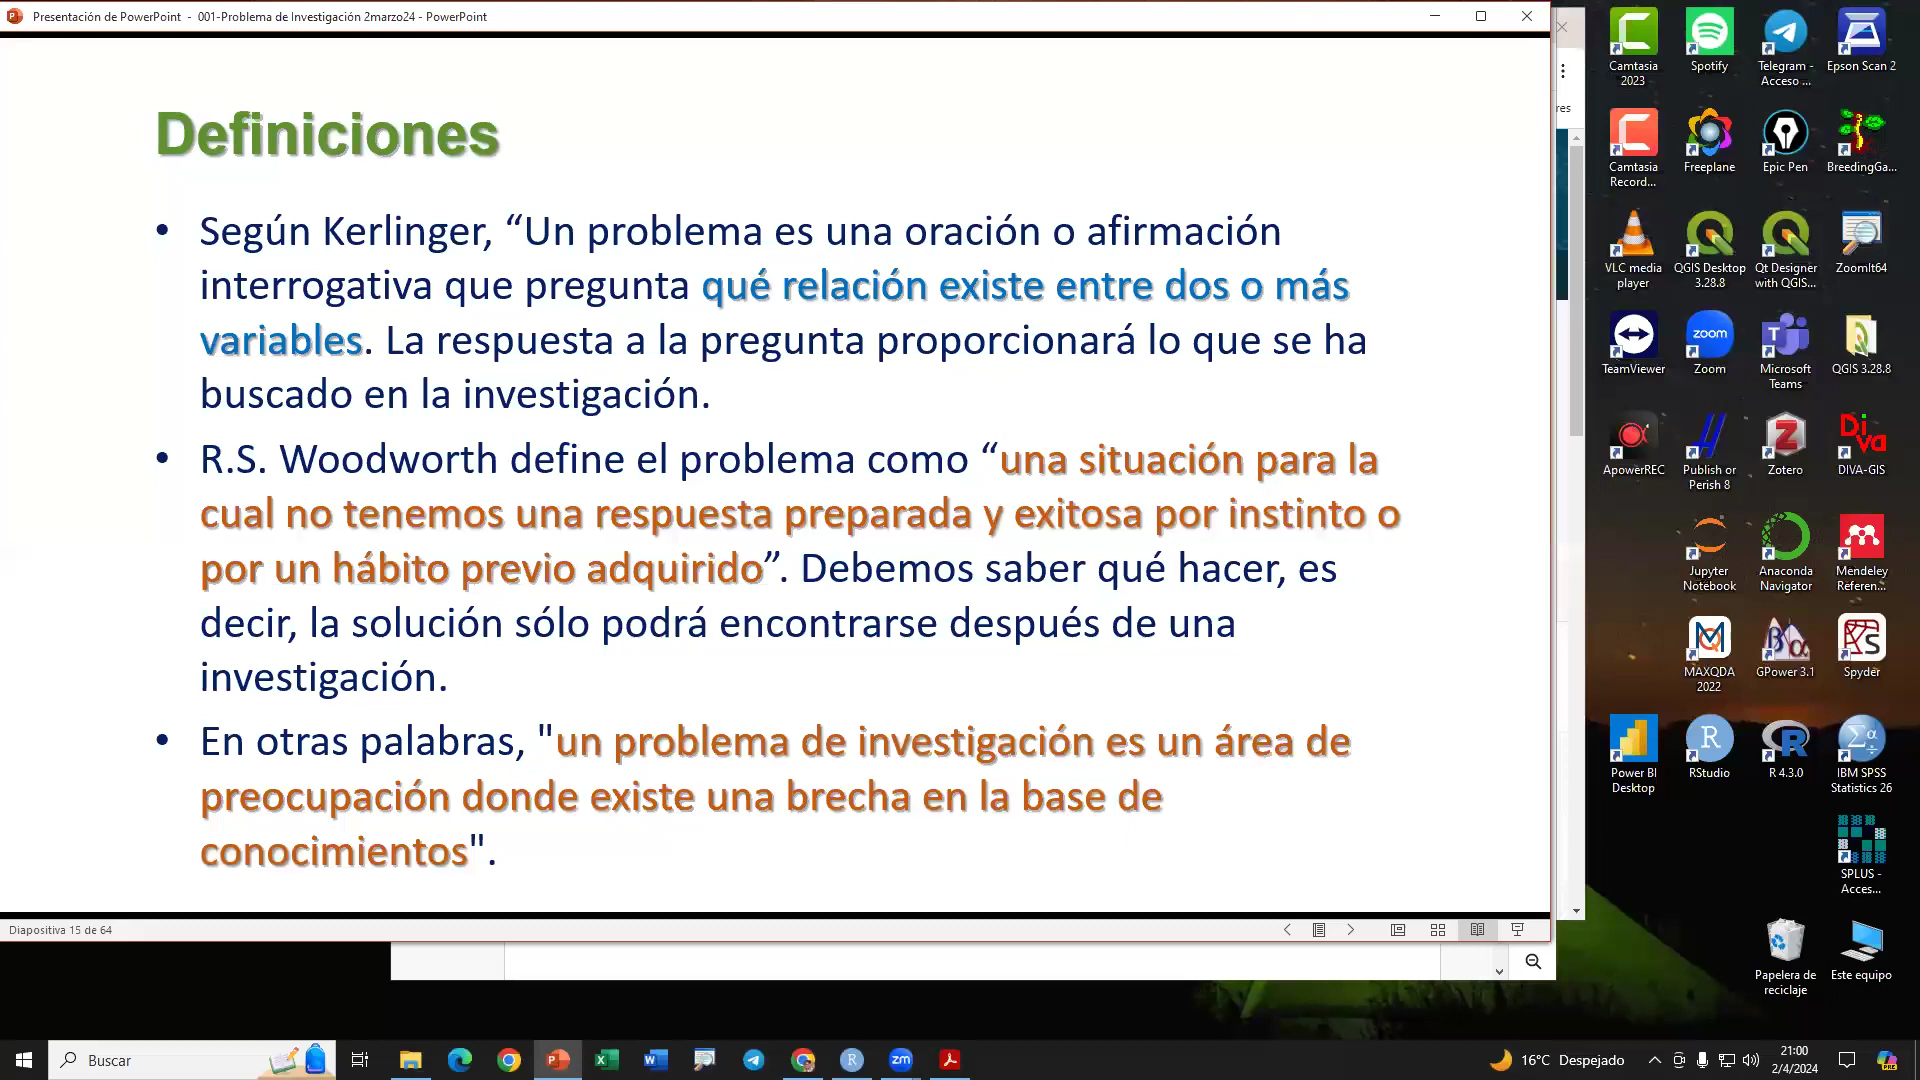 Presentación de PowerPoint - 001-Problema de Investigación 2marzo24 - PowerPoint
Definiciones
• Según Kerlinger, “Un problema es una oración o afirmación
interrogativa que pregunta qué relación existe entre dos o más
variables. La respuesta a la pregunta proporcionará lo que se ha
buscado en la investigación.
• R.S. Woodworth define el problema como “una situación para la
cual no tenemos una respuesta preparada y exitosa por instinto o
por un hábito previo adquirido”. Debemos saber qué hacer, es
decir, la solución sólo podrá encontrarse después de una
investigación.
• En otras palabras, "un problema de investigación es un área de
preocupación donde existe una brecha en la base de
conocimientos".
Diapositiva 15 de 64
res
Camtasia
2023
Spotify
Telegram -
Acceso ...
Epson Scan 2
Camtasia
Record...
Freeplane
Epic Pen
BreedingGa...
VLC media
player
QGIS Desktop
3.28.8
Qt Designer
with QGIS...
ZoomIt64
TeamViewer
zoom
Zoom
Microsoft
Teams
QGIS 3.28.8
ApowerREC
Publish or
Perish 8
Zotero
Diva
DIVA-GIS
Jupyter
Notebook
Anaconda
Navigator
Mendeley
Referen...
MAXQDA
2022
GPower 3.1
Spyder
Power BI
Desktop
RStudio
R 4.3.0
IBM SPSS
Statistics 26
SPLUS -
Acces...
Papelera de
reciclaje
Este equipo
Buscar
zm
16°C Despejado
21:00
2/4/2024